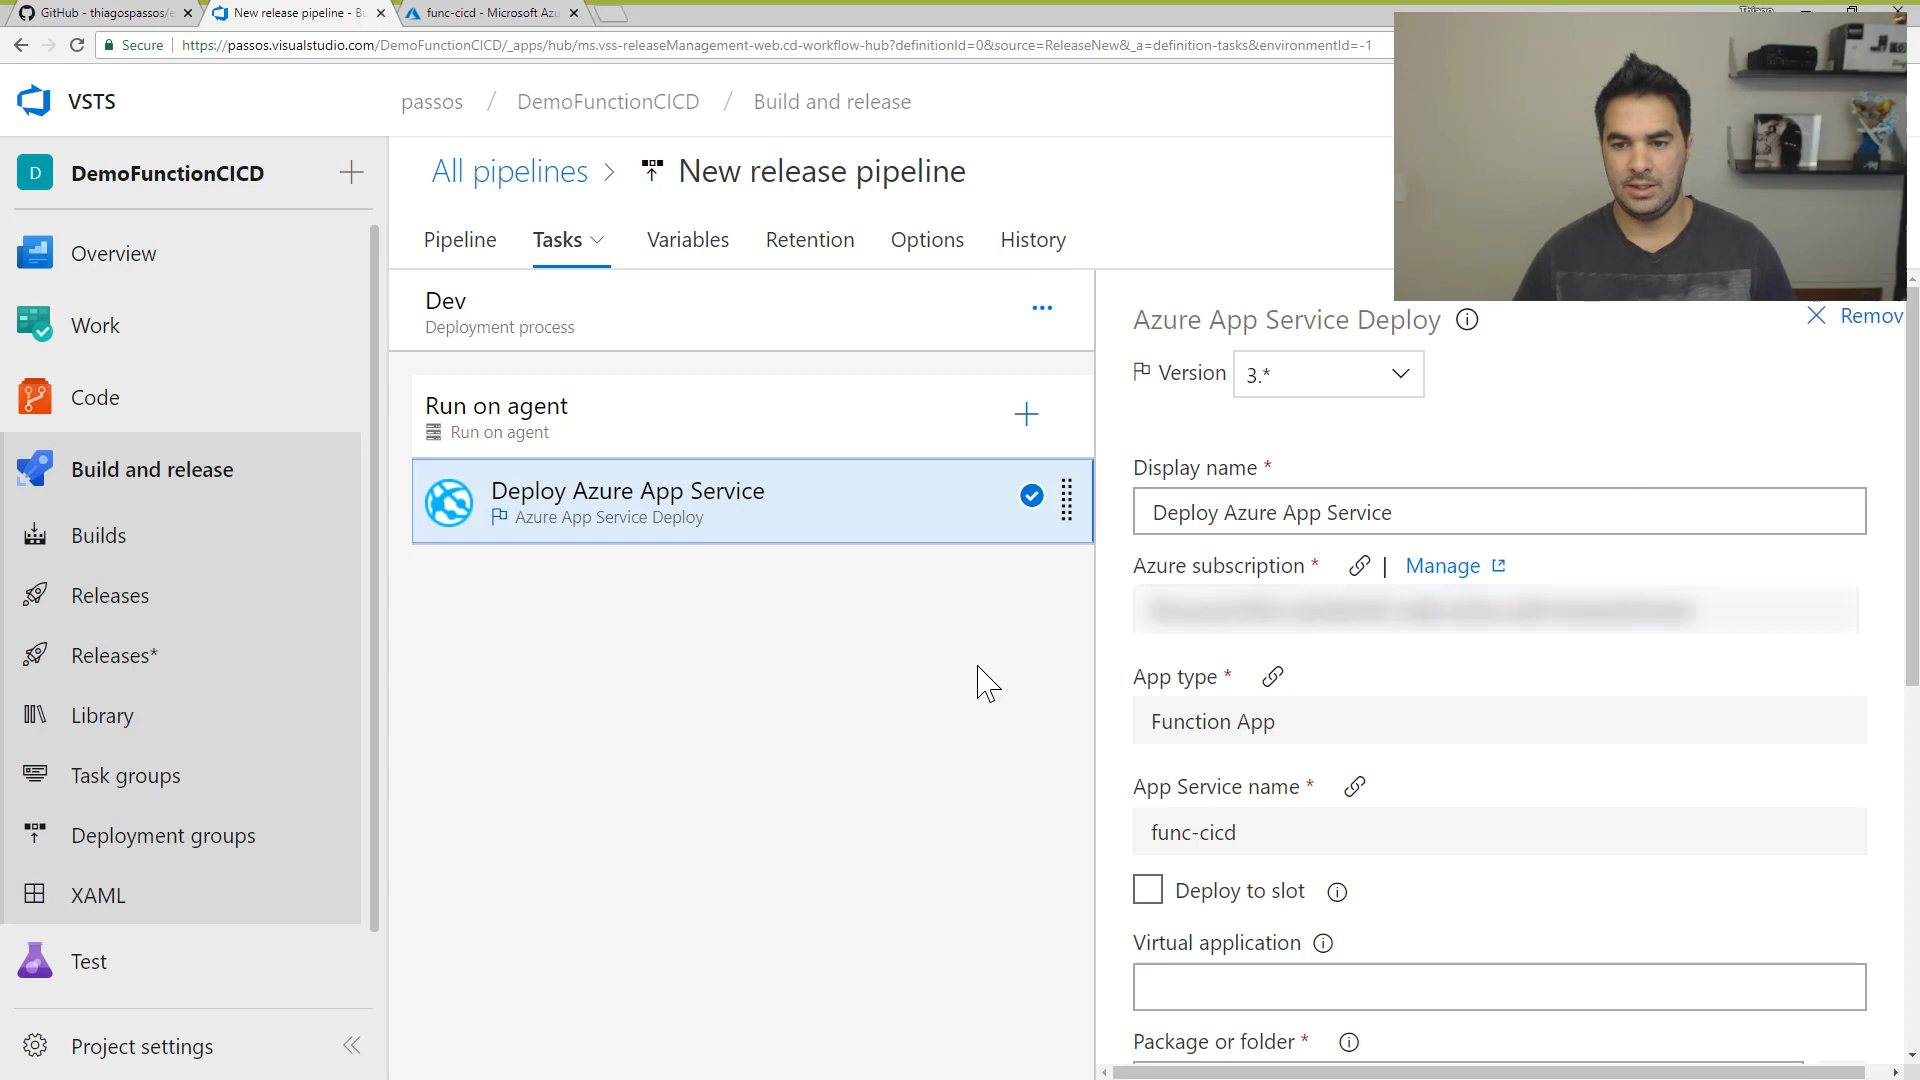 GitHub - thiagospassos/e
New release pipeline - Bu
func-cicd - Microsoft Azu
Thiago
Secure
https://passos.visualstudio.com/DemoFunctionCICD/_apps/hub/ms.vss-releaseManagement-web.cd-workflow-hub?definitionId=0&source=ReleaseNew&_a=definition-tasks&environmentId=-1
VSTS
passos / DemoFunctionCICD / Build and release
D DemoFunctionCICD
All pipelines > New release pipeline
Pipeline Tasks Variables Retention Options History
Overview
Work
Code
Build and release
Builds
Releases
Releases*
Library
Task groups
Deployment groups
XAML
Test
Project settings
Dev
Deployment process
Run on agent
Run on agent
Deploy Azure App Service
Azure App Service Deploy
Azure App Service Deploy
Remov
Version 3.*
Display name *
Deploy Azure App Service
Azure subscription * | Manage
App type *
Function App
App Service name *
func-cicd
Deploy to slot
Virtual application
Package or folder *